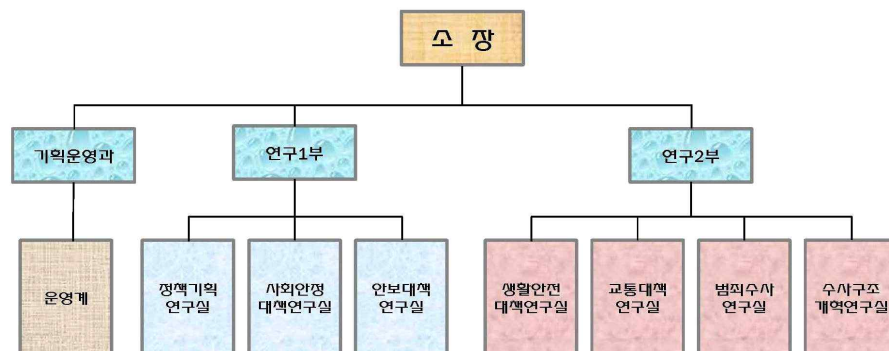 소 장
기획운영과
연구1부
연구2부
운영계
정책기획
연구실
사회안정
대책연구실
안보대책
연구실
생활안전
대책연구실
교통대책
연구실
범죄수사
연구실
수사구조
개혁연구실